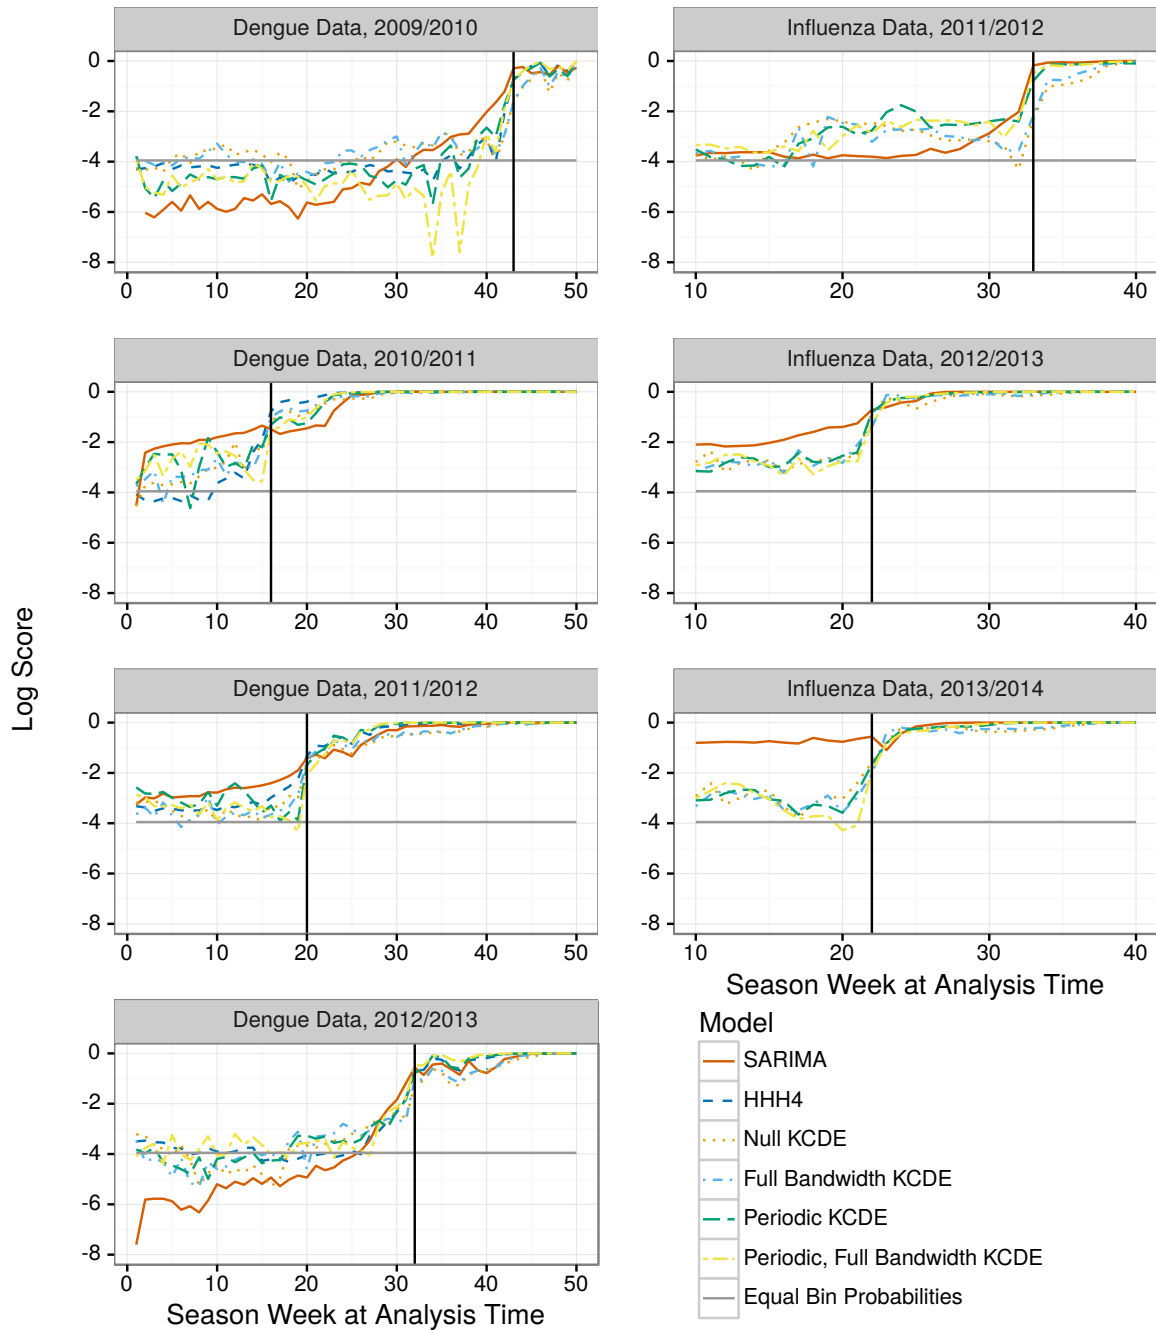 Dengue Data, 2009/2010
0
-2
-4
-6
-8
0 10 20 30 40 50
Influenza Data, 2011/2012
0
-2
-4
-6
-8
10 20 30 40
Dengue Data, 2010/2011
0
-2
-4
-6
-8
0 10 20 30 40 50
Influenza Data, 2012/2013
0
-2
-4
-6
-8
10 20 30 40
Log Score
Dengue Data, 2011/2012
0
-2
-4
-6
-8
0 10 20 30 40 50
Influenza Data, 2013/2014
0
-2
-4
-6
-8
10 20 30 40
Season Week at Analysis Time
Dengue Data, 2012/2013
0
-2
-4
-6
-8
0 10 20 30 40 50
Season Week at Analysis Time
Model
SARIMA
HHH4
Null KCDE
Full Bandwidth KCDE
Periodic KCDE
Periodic, Full Bandwidth KCDE
Equal Bin Probabilities